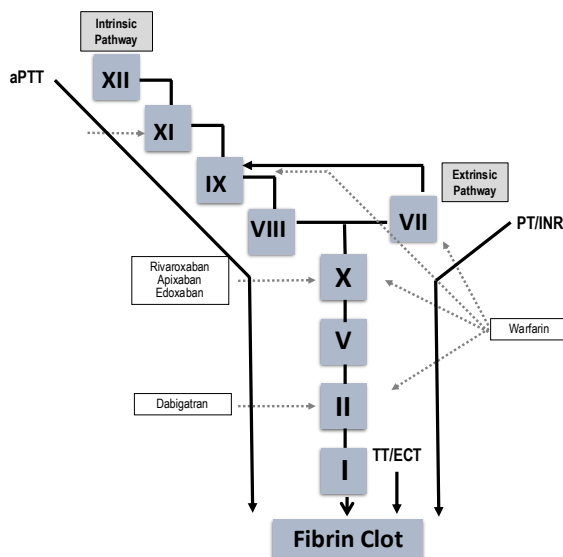 Intrinsic
Pathway
aPTT
XII
XI
IX
Extrinsic
Pathway
VIII
VII
PT/INR
Rivaroxaban
Apixaban
Edoxaban
X
V
Warfarin
Dabigatran
II
TT/ECT
I
Fibrin Clot